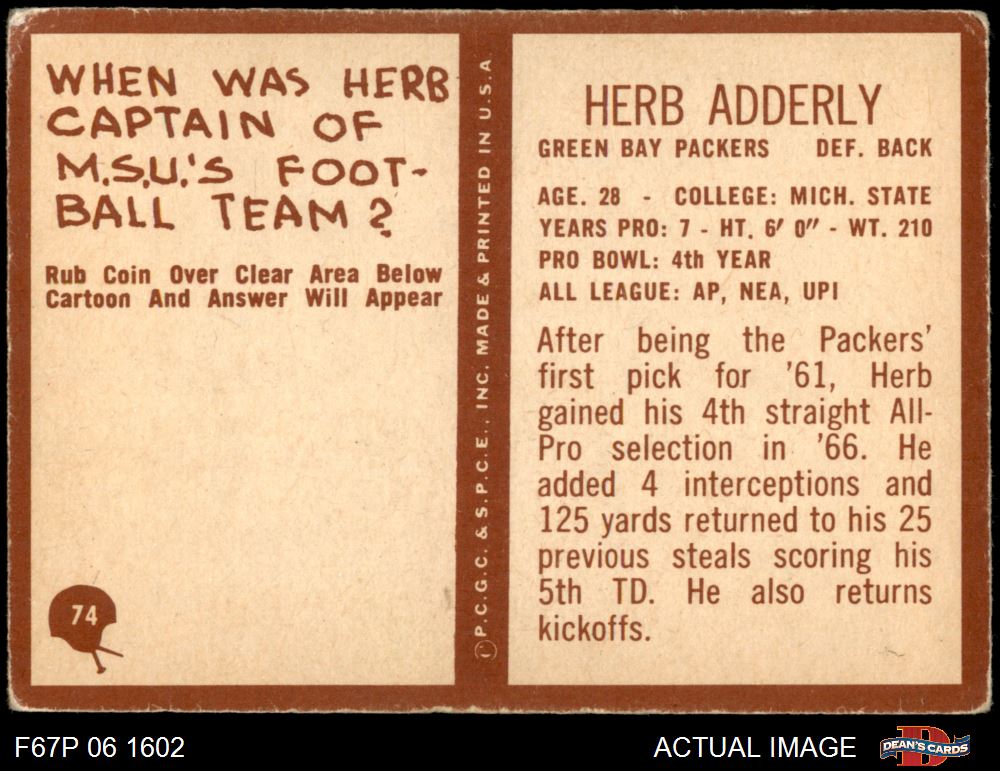 WHEN WAS HERB
CAPTAIN OF
M.S.U.'S FOOT-
BALL TEAM?
Rub Coin Over Clear Area Below
Cartoon And Answer Will Appear
74
©P.C.G.C. & S.P.C.E., INC. MADE & PRINTED IN U.S.A
HERB ADDERLY
GREEN BAY PACKERS DEF. BACK
AGE. 28 - COLLEGE: MICH. STATE
YEARS PRO: 7 - HT. 6' 0" - WT. 210
PRO BOWL: 4th YEAR
ALL LEAGUE: AP, NEA, UPI
After being the Packers'
first pick for '61, Herb
gained his 4th straight All-
Pro selection in '66. He
added 4 interceptions and
125 yards returned to his 25
previous steals scoring his
5th TD. He also returns
kickoffs.
F67P 06 1602
ACTUAL IMAGE
DEAN'S CARDS